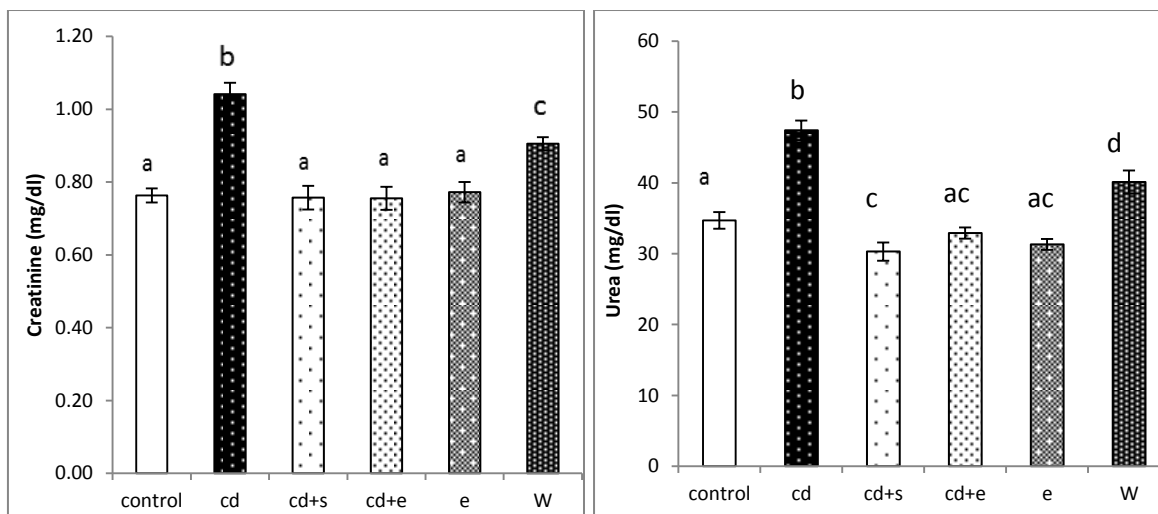 Creatinine (mg/dl)
1.20
1.00
0.80
0.60
0.40
0.20
0.00
a
b
a
a
a
c
control cd cd+s cd+e e W
Urea (mg/dl)
60
50
40
30
20
10
0
a
b
c
ac
ac
d
control cd cd+s cd+e e W